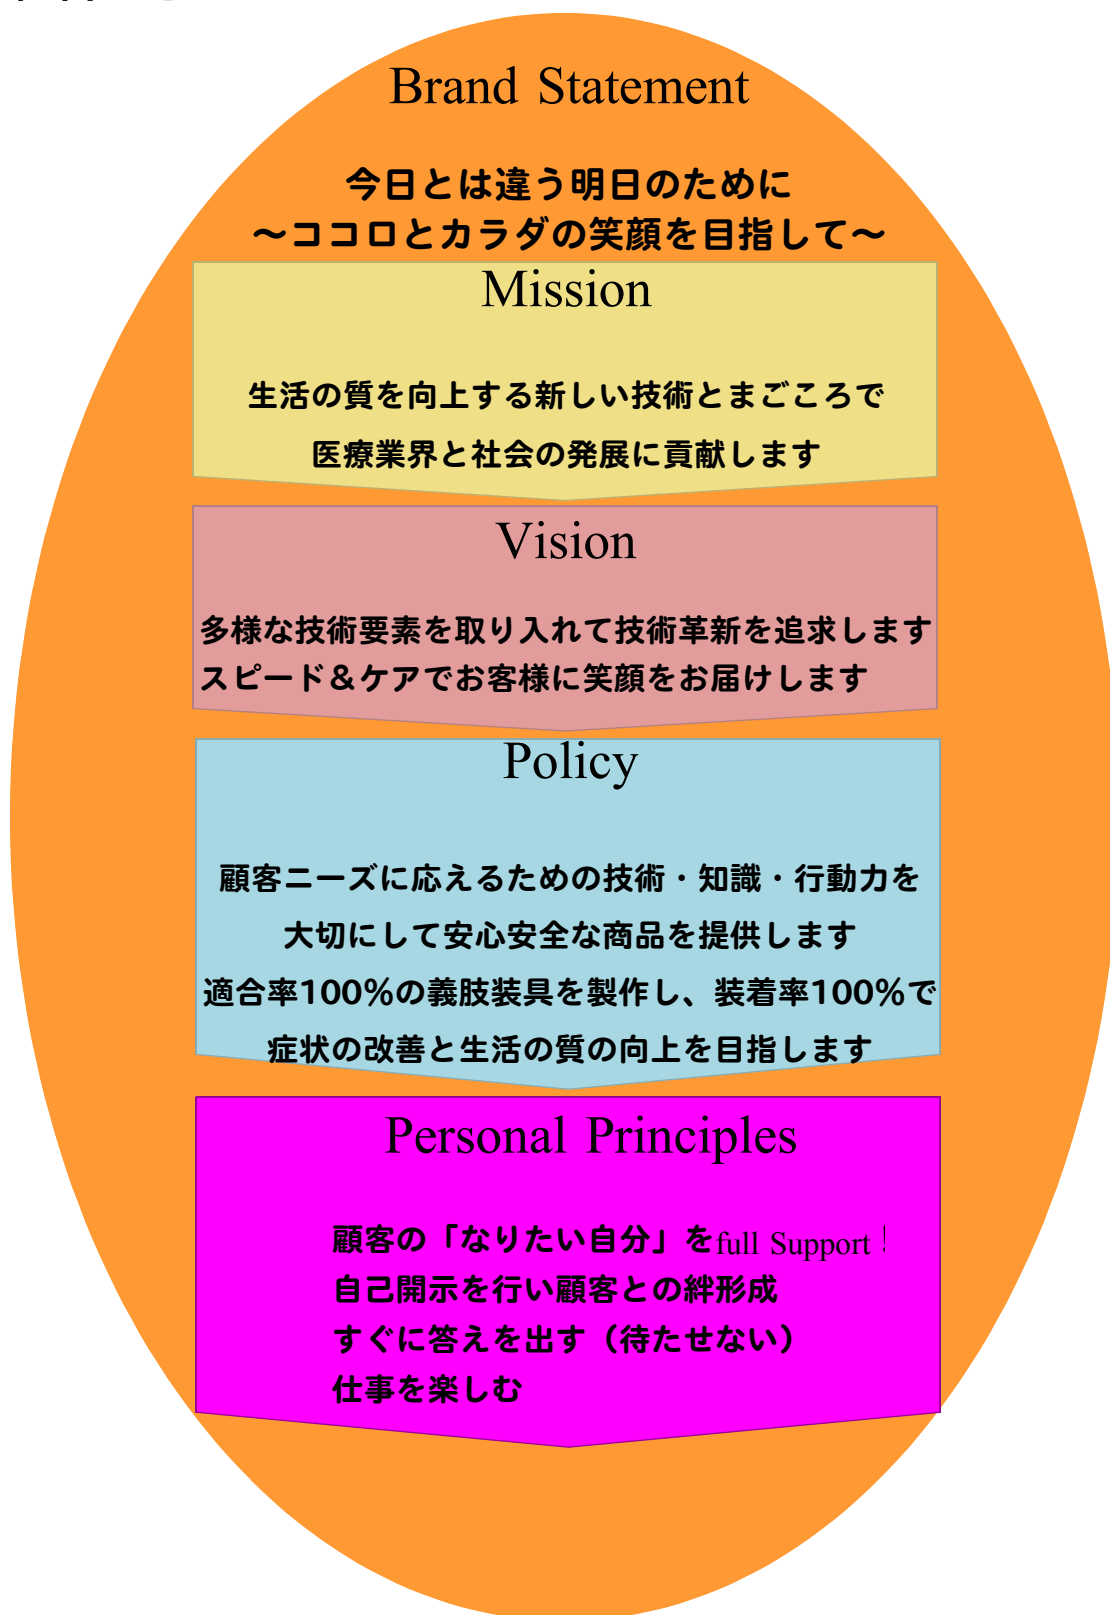 Brand Statement
今日とは違う明日のために
～ココロとカラダの笑顔を目指して～
Mission
生活の質を向上する新しい技術とまごころで
医療業界と社会の発展に貢献します
Vision
多様な技術要素を取り入れて技術革新を追求します
スピード＆ケアでお客様に笑顔をお届けします
Policy
顧客ニーズに応えるための技術・知識・行動力を
大切にして安心安全な商品を提供します
適合率100％の義肢装具を製作し、装着率100％で
症状の改善と生活の質の向上を目指します
Personal Principles
顧客の「なりたい自分」をfull Support！
自己開示を行い顧客との絆形成
すぐに答えを出す（待たせない）
仕事を楽しむ